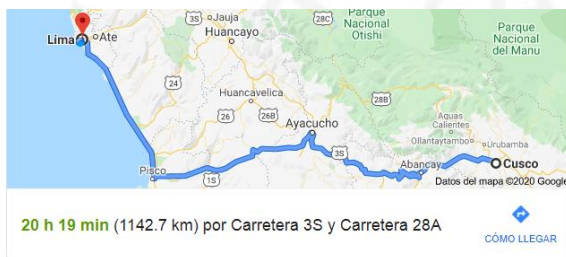 3S
Jauja
28C
Parque
Nacional
Otishi
Parque
Nacional
del Manu
Lima
Ate
Huancayo
24
Huancavelica
28B
26
26B
Ayacucho
Aguas
Calientes
Ollantaytambo
Urubamba
3S
Abancay
Cusco
Pisco
1S
Datos del mapa ©2020 Google
20 h 19 min (1142.7 km) por Carretera 3S y Carretera 28A
CÓMO LLEGAR